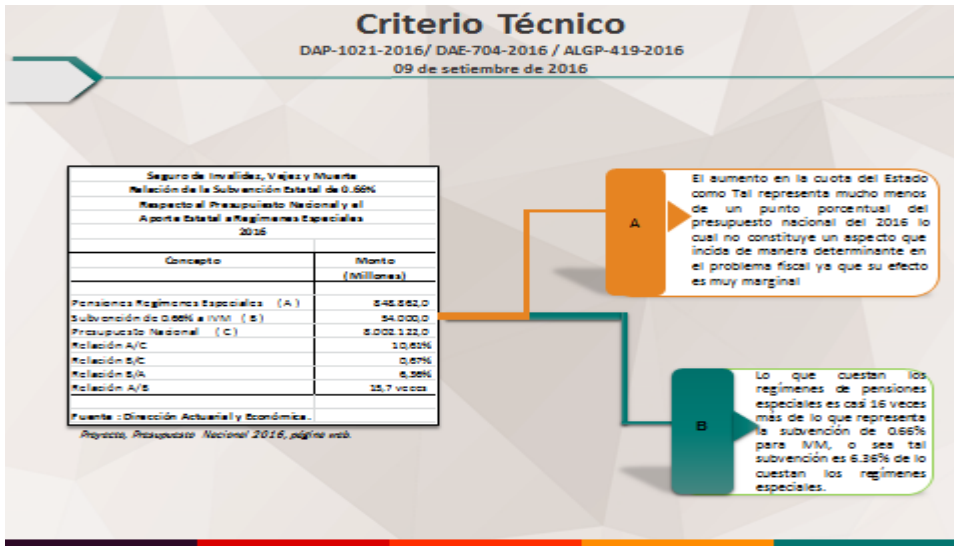 Criterio Técnico
DAP-1021-2016/ DAE-704-2016 / ALGP-419-2016
09 de setiembre de 2016
Seguro de Invalidez, Vejez y Muerte
Relación de la Subvención Estatal de 0.66%
Respecto al Presupuesto Nacional y el
Aporte Estatal a Regímenes Especiales
2016
Concepto Monto
(Millones)
Pensiones Regímenes Especiales (A) 848.862,0
Subvención de 0.66% a IVM (B) 54.000,0
Presupuesto Nacional (C) 8.002.122,0
Relación A/C 10,61%
Relación B/C 0,67%
Relación B/A 6,36%
Relación A/B 15,7 veces
Fuente : Dirección Actuarial y Económica.
Proyecto, Presupuesto Nacional 2016, página web.
A
El aumento en la cuota del Estado
como Tal representa mucho menos
de un punto porcentual del
presupuesto nacional del 2016 lo
cual no constituye un aspecto que
incida de manera determinante en
el problema fiscal ya que su efecto
es muy marginal
B
Lo que cuestan los
regímenes de pensiones
especiales es casi 16 veces
más de lo que representa
la subvención de 0.66%
para IVM, o sea tal
subvención es 6.36% de lo
cuestan los regímenes
especiales.